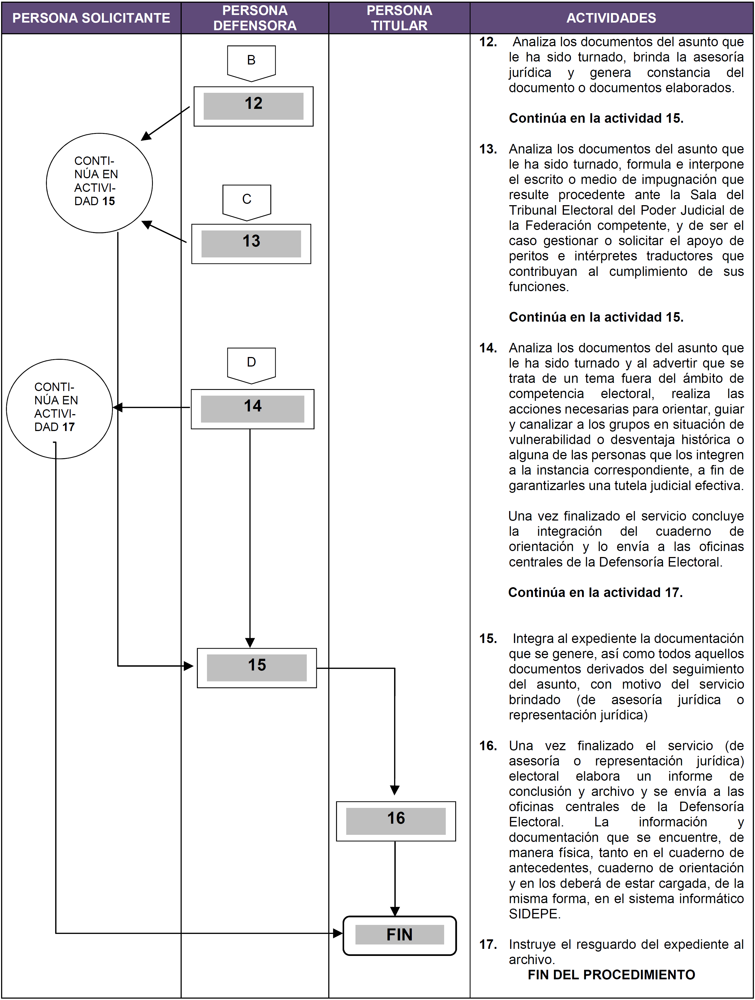 PERSONA SOLICITANTE
PERSONA
DEFENSORA
PERSONA
TITULAR
ACTIVIDADES
B
12
CONTI-
NÚA EN
ACTIVI-
DAD 15
C
13
D
14
CONTI-
NÚA EN
ACTIVI-
DAD 17
15
16
FIN
12. Analiza los documentos del asunto que
le ha sido turnado, brinda la asesoría
jurídica y genera constancia del
documento o documentos elaborados.
Continúa en la actividad 15.
13. Analiza los documentos del asunto que
le ha sido turnado, formula e interpone
el escrito o medio de impugnación que
resulte procedente ante la Sala del
Tribunal Electoral del Poder Judicial de
la Federación competente, y de ser el
caso gestionar o solicitar el apoyo de
peritos e intérpretes traductores que
contribuyan al cumplimiento de sus
funciones.
Continúa en la actividad 15.
14. Analiza los documentos del asunto que
le ha sido turnado y al advertir que se
trata de un tema fuera del ámbito de
competencia electoral, realiza las
acciones necesarias para orientar, guiar
y canalizar a los grupos en situación de
vulnerabilidad o desventaja histórica o
alguna de las personas que los integren
a la instancia correspondiente, a fin de
garantizarles una tutela judicial efectiva.
Una vez finalizado el servicio concluye
la integración del cuaderno de
orientación y lo envía a las oficinas
centrales de la Defensoría Electoral.
Continúa en la actividad 17.
15. Integra al expediente la documentación
que se genere, así como todos aquellos
documentos derivados del seguimiento
del asunto, con motivo del servicio
brindado (de asesoría jurídica o
representación jurídica)
16. Una vez finalizado el servicio (de
asesoría o representación jurídica)
electoral elabora un informe de
conclusión y archivo y se envía a las
oficinas centrales de la Defensoría
Electoral. La información y
documentación que se encuentre, de
manera física, tanto en el cuaderno de
antecedentes, cuaderno de orientación
y en los deberá de estar cargada, de la
misma forma, en el sistema informático
SIDEPE.
17. Instruye el resguardo del expediente al
archivo.
FIN DEL PROCEDIMIENTO